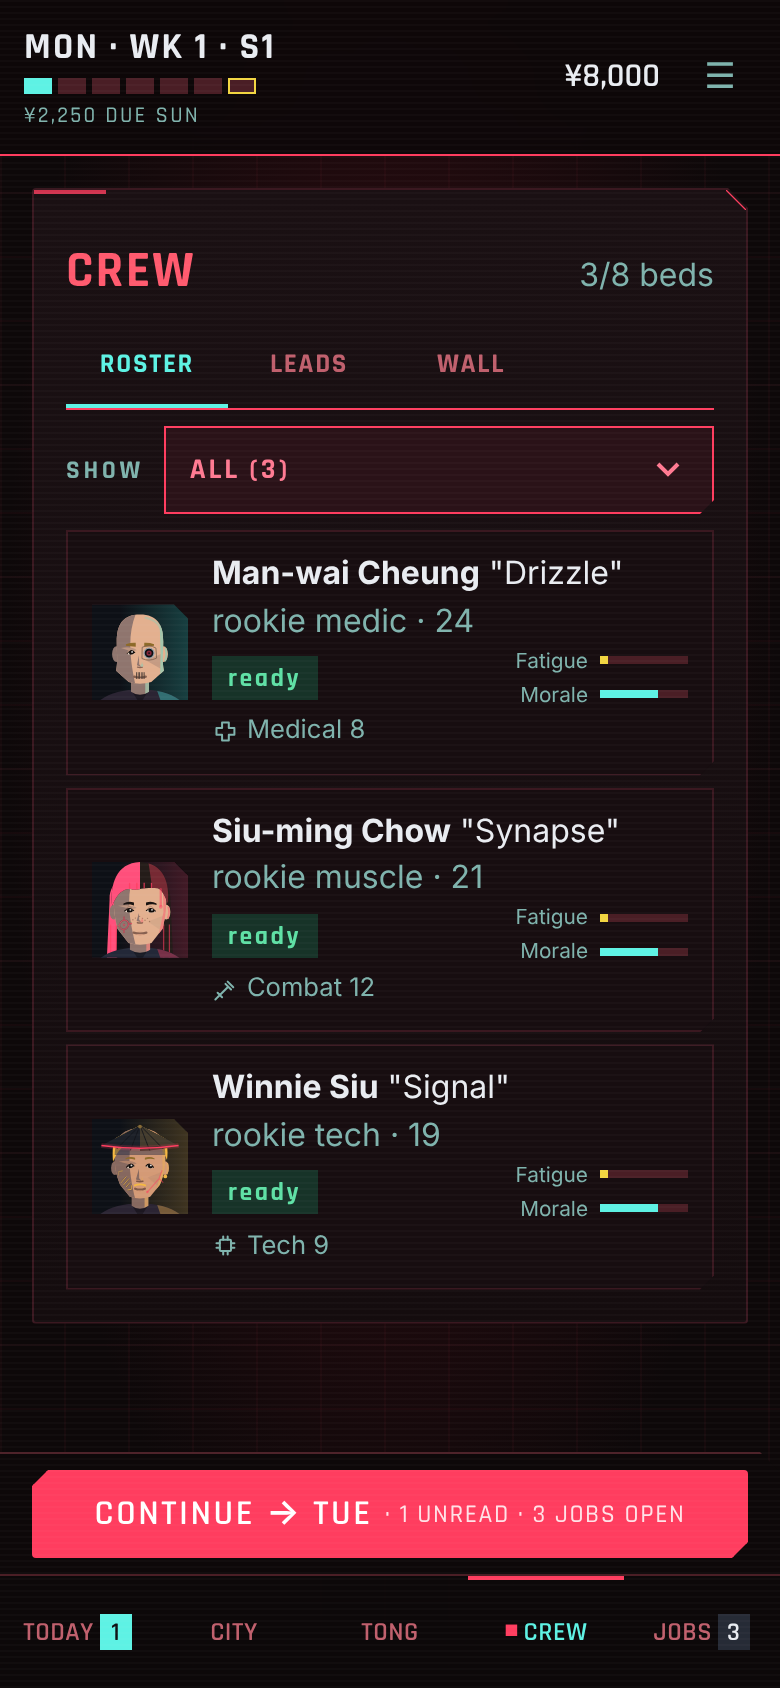 MON · WK 1 · S1
¥2,250 DUE SUN
¥8,000
CREW
3/8 beds
ROSTER LEADS WALL
SHOW ALL (3)
Man-wai Cheung "Drizzle"
rookie medic · 24
ready
Fatigue
Morale
Medical 8
Siu-ming Chow "Synapse"
rookie muscle · 21
ready
Fatigue
Morale
Combat 12
Winnie Siu "Signal"
rookie tech · 19
ready
Fatigue
Morale
Tech 9
CONTINUE → TUE · 1 UNREAD · 3 JOBS OPEN
TODAY 1 CITY TONG CREW JOBS 3